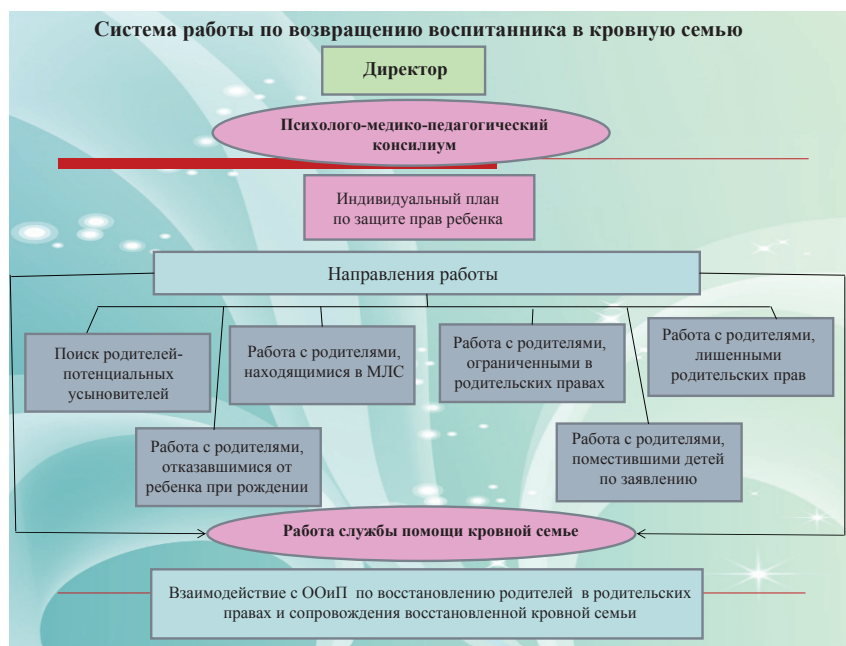 Система работы по возвращению воспитанника в кровную семью
Директор
Психолого-медико-педагогический
консилиум
Индивидуальный план
по защите прав ребенка
Направления работы
Поиск родителей-
потенциальных
усыновителей
Работа с родителями,
находящимися в МЛС
Работа с родителями,
ограниченными в
родительских правах
Работа с родителями,
лишенными
родительских прав
Работа с родителями,
отказавшимися от
ребенка при рождении
Работа с родителями,
поместившими детей
по заявлению
Работа службы помощи кровной семье
Взаимодействие с ООиП по восстановлению родителей в родительских
правах и сопровождения восстановленной кровной семьи